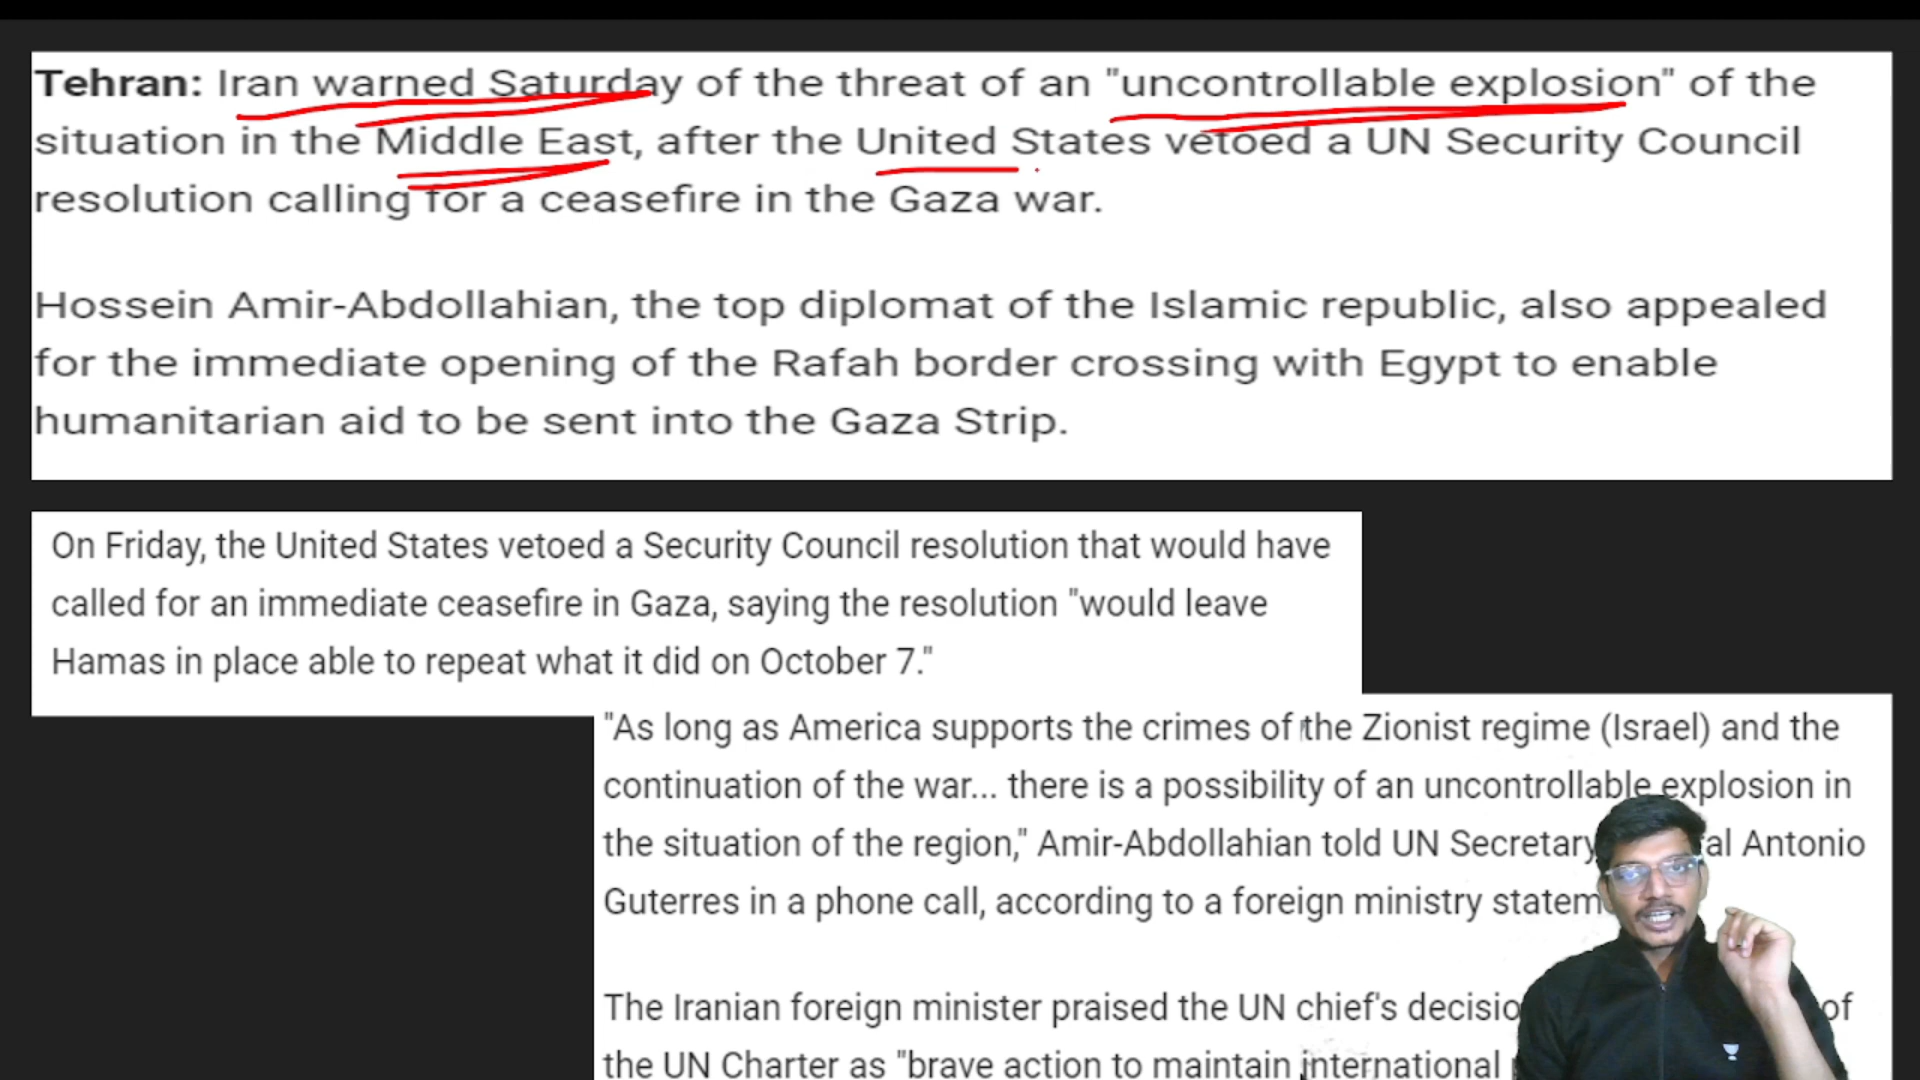 Tehran: Iran warned Saturday of the threat of an "uncontrollable explosion" of the
situation in the Middle East, after the United States vetoed a UN Security Council
resolution calling for a ceasefire in the Gaza war.
Hossein Amir-Abdollahian, the top diplomat of the Islamic republic, also appealed
for the immediate opening of the Rafah border crossing with Egypt to enable
humanitarian aid to be sent into the Gaza Strip.
On Friday, the United States vetoed a Security Council resolution that would have
called for an immediate ceasefire in Gaza, saying the resolution "would leave
Hamas in place able to repeat what it did on October 7."
"As long as America supports the crimes of the Zionist regime (Israel) and the
continuation of the war... there is a possibility of an uncontrollable explosion in
the situation of the region," Amir-Abdollahian told UN Secretary Antonio
Guterres in a phone call, according to a foreign ministry
The Iranian foreign minister praised the UN chief's of
the UN Charter as "brave action to maintain international